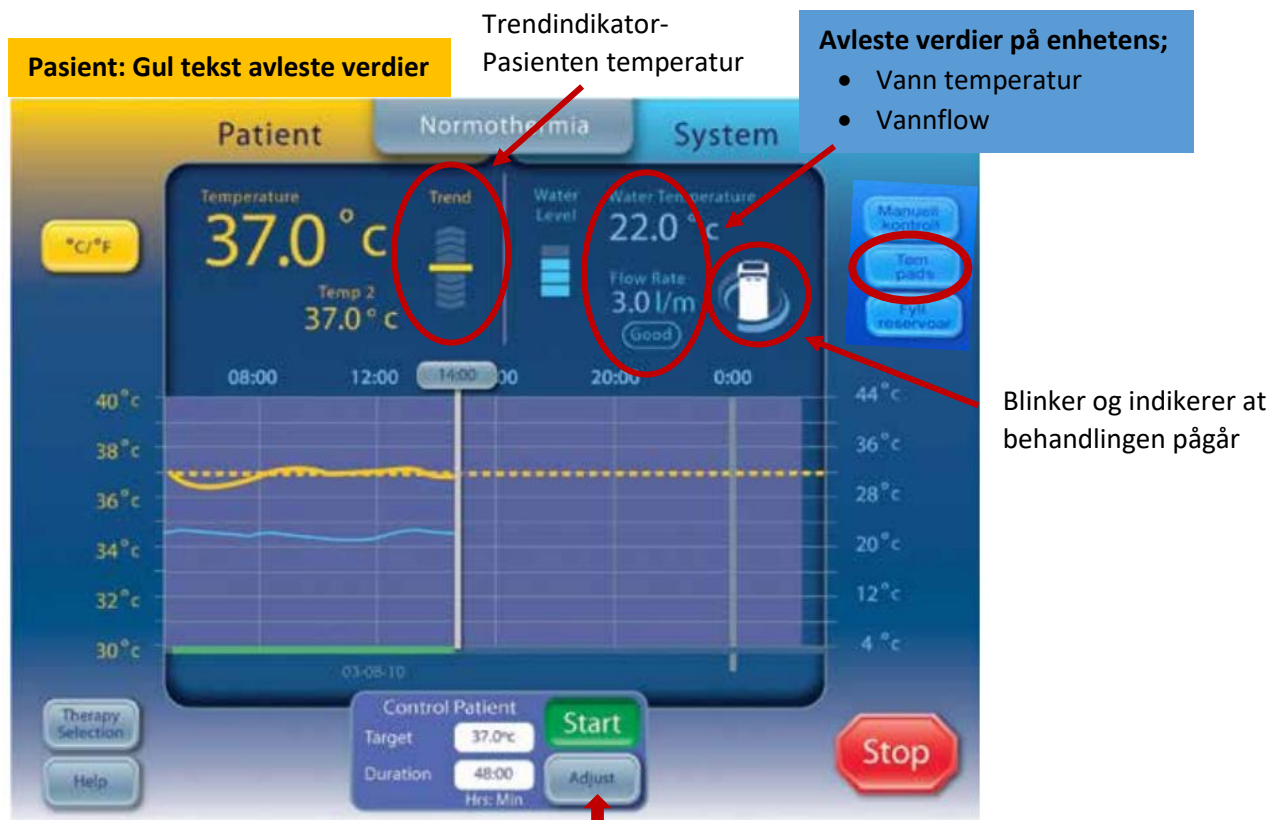 Trendindikator-
Pasienten temperatur
Pasient: Gul tekst avleste verdier
Avleste verdier på enhetens;
• Vann temperatur
• Vannflow
Patient
Normothermia
System
Temperature
37.0 °c
Trend
Temp 2
37.0 °c
Water
Level
Water Temperature
22.0 °c
Flow Rate
3.0 l/m
Good
°C/°F
Manuell
kontroll
Tøm
pads
Fyll
reservoar
Blinker og indikerer at
behandlingen pågår
08:00 12:00 14:00 00 20:00 0:00
40°c
38°c
36°c
34°c
32°c
30°c
44°c
36°c
28°c
20°c
12°c
4°c
03-08-10
Therapy
Selection
Help
Control Patient
Target 37.0°c
Duration 48:00
Hrs: Min
Start
Adjust
Stop